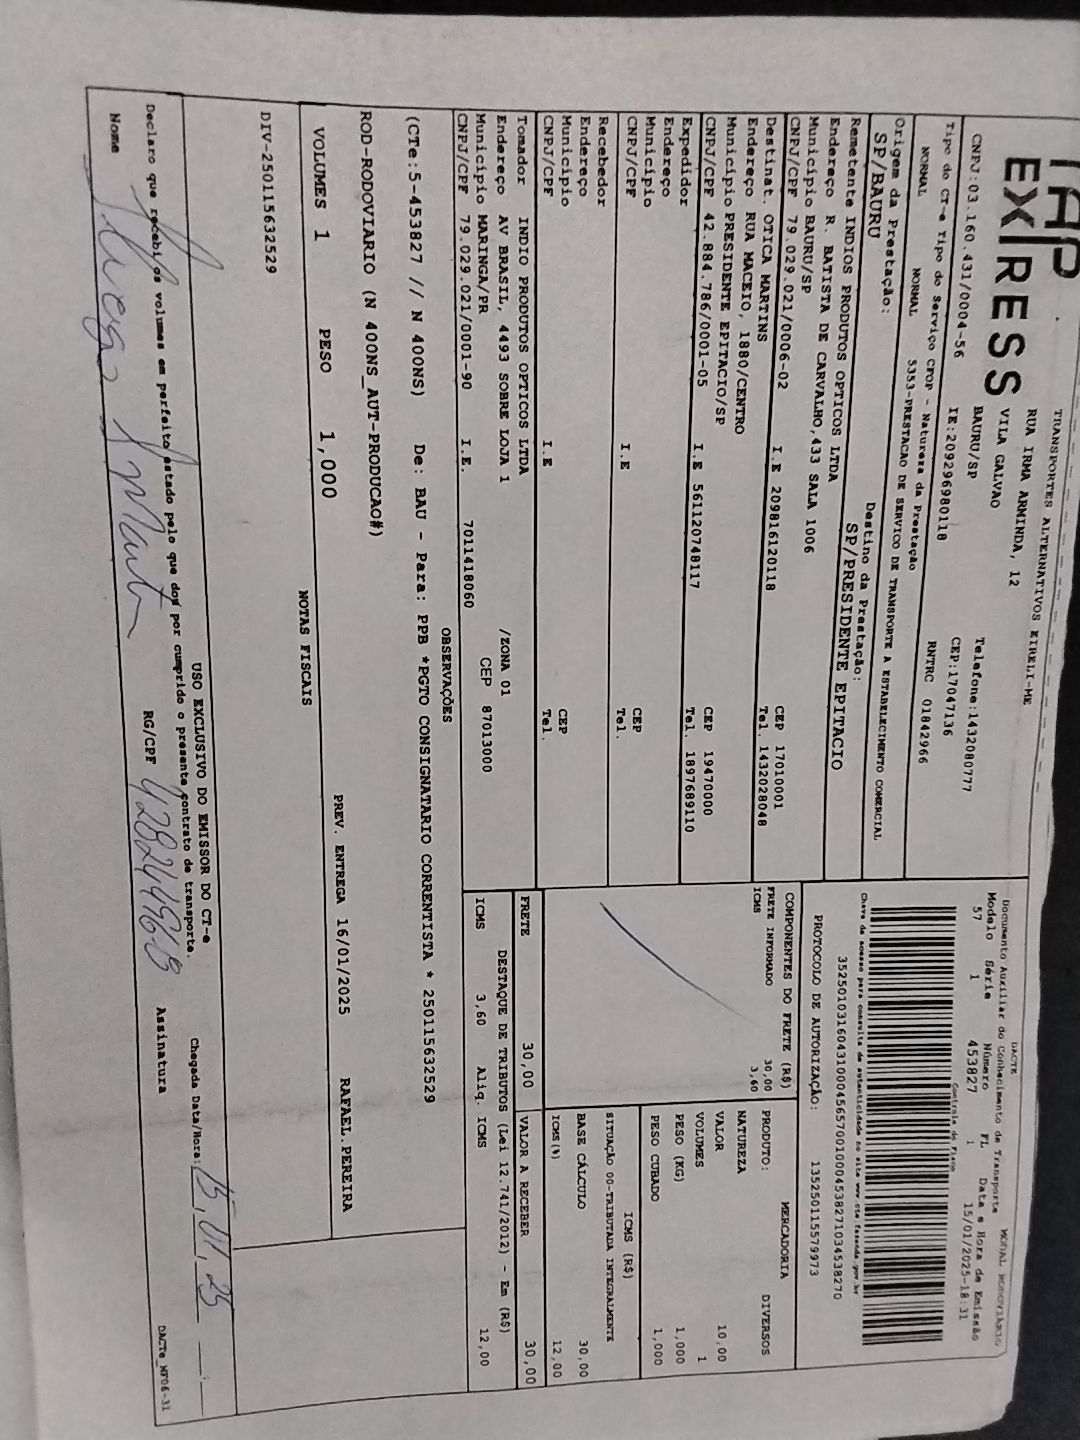 TAP
EXPRESS
TRANSPORTES ALTERNATIVOS EIRELI-ME
RUA IRMA ARMINDA, 12
VILA GALVAO
BAURU/SP
Telefone:1432080777
CNPJ:03.160.431/0004-56 IE:209296980118 CEP:17047136
RNTRC 01842966
Tipo do CT-e Tipo do Serviço CFOP - Natureza da Prestação
NORMAL NORMAL 5353-PRESTACAO DE SERVICO DE TRANSPORTE A ESTABELECIMENTO COMERCIAL
Origem da Prestação: Destino da Prestação:
SP/BAURU SP/PRESIDENTE EPITACIO
DACTE
Documento Auxiliar do Conhecimento de Transporte MODAL RODOVIÁRIO
Modelo Série Número FL Data e Hora de Emissão
57 1 453827 1 15/01/2025-18:31
Controle do Fisco
Chave de acesso para consulta de autenticidade no site www.cte.fazenda.gov.br
35250103160431000456570010004538271034538270
PROTOCOLO DE AUTORIZAÇÃO: 135250115579973
Remetente INDIOS PRODUTOS OPTICOS LTDA
Endereço R. BATISTA DE CARVALHO,433 SALA 1006
Municipio BAURU/SP CEP 17010001
CNPJ/CPF 79.029.021/0006-02 I.E 209816120118 Tel. 1432028048
Destinat. OTICA MARTINS
Endereço RUA MACEIO, 1880/CENTRO
Municipio PRESIDENTE EPITACIO/SP CEP 19470000
CNPJ/CPF 42.884.786/0001-05 I.E 561120748117 Tel. 1897689110
Expedidor
Endereço
Municipio CEP
CNPJ/CPF I.E Tel.
Recebedor
Endereço
Municipio CEP
CNPJ/CPF I.E Tel.
Tomador INDIO PRODUTOS OPTICOS LTDA
Endereço AV BRASIL, 4493 SOBRE LOJA 1 /ZONA 01
Municipio MARINGA/PR CEP 87013000
CNPJ/CPF 79.029.021/0001-90 I.E. 7011418060
COMPONENTES DO FRETE (R$)
FRETE INFORMADO 30,00
ICMS 3,60
PRODUTO: MERCADORIA
NATUREZA DIVERSOS
VALOR 10,00
VOLUMES 1
PESO (KG) 1,000
PESO CUBADO 1,000
ICMS (R$)
SITUAÇÃO 00-TRIBUTADA INTEGRALMENTE
BASE CÁLCULO 30,00
ICMS(%) 12,00
FRETE 30,00 VALOR A RECEBER 30,00
DESTAQUE DE TRIBUTOS (Lei 12.741/2012) - Em (R$)
ICMS 3,60 Aliq. ICMS 12,00
OBSERVAÇÕES
(CTe:5-453827 // N 400NS) De: BAU - Para: PPB *PGTO CONSIGNATARIO CORRENTISTA * 250115632529
ROD-RODOVIARIO (N 400NS_AUT-PRODUCAO#)
VOLUMES 1 PESO 1,000 PREV. ENTREGA 16/01/2025 RAFAEL.PEREIRA
NOTAS FISCAIS
DIV-250115632529
USO EXCLUSIVO DO EMISSOR DO CT-e
Declaro que recebi os volumes em perfeito estado pelo que dou por cumprido o presente contrato de transporte.
Chegada Data/Hora:
Nome RG/CPF Assinatura
DACTe_MT06-31